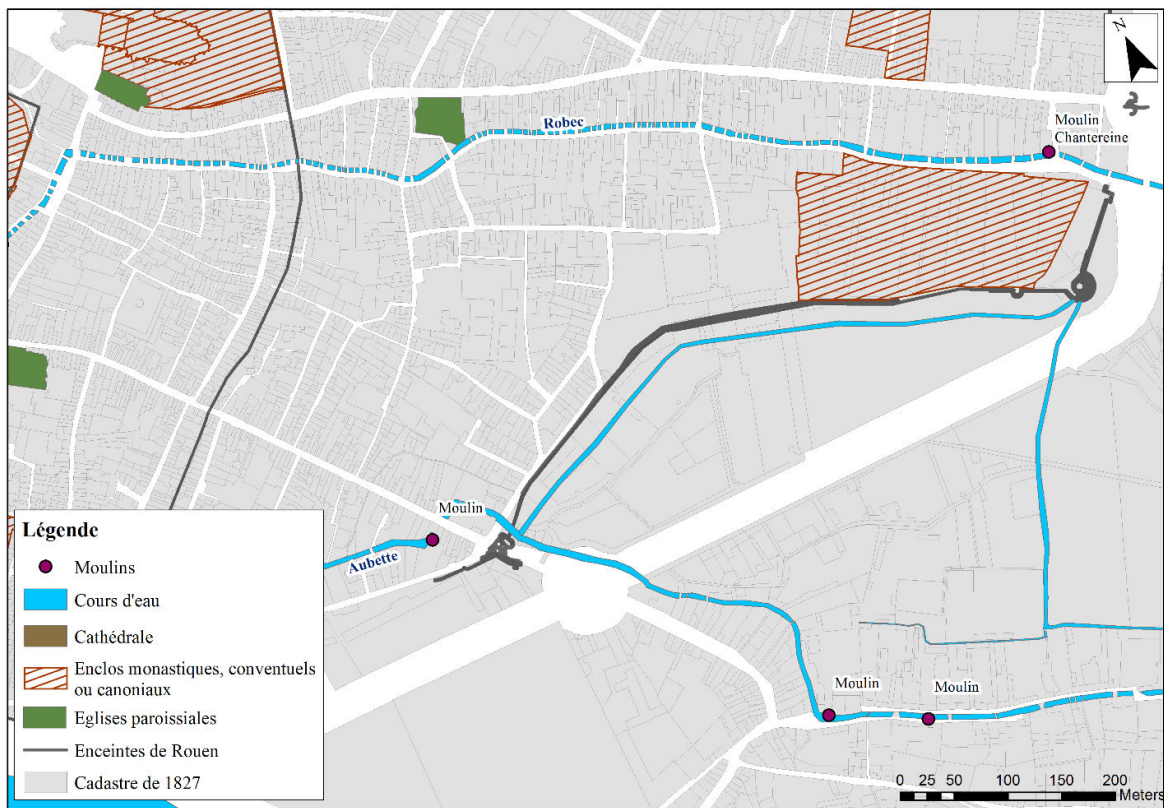 N
Robec
Moulin
Chantereine
Moulin
Aubette
Moulin
Moulin
Légende
Moulins
Cours d'eau
Cathédrale
Enclos monastiques, conventuels
ou canoniaux
Eglises paroissiales
Enceintes de Rouen
Cadastre de 1827
0 25 50 100 150 200
Meters